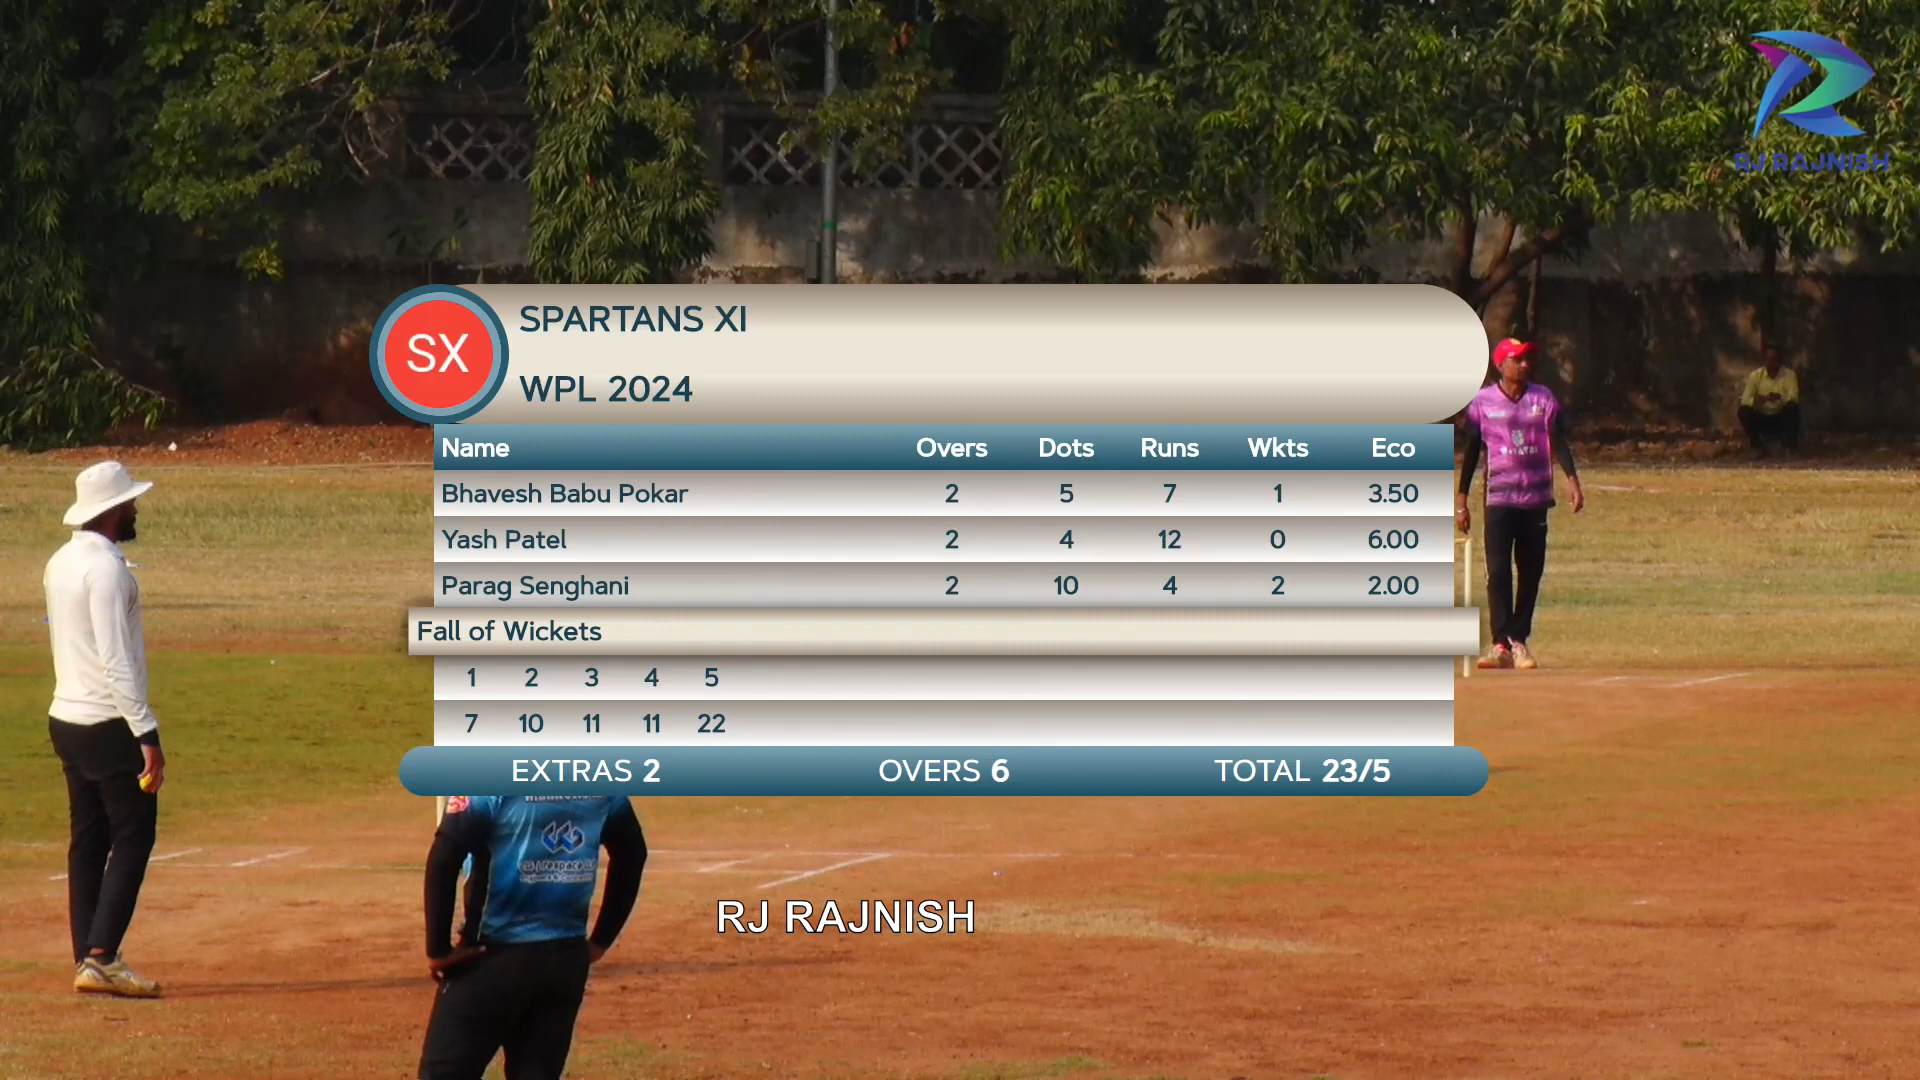 RJ RAJNISH
SPARTANS XI
SX
WPL 2024
Name Overs Dots Runs Wkts Eco
Bhavesh Babu Pokar 2 5 7 1 3.50
Yash Patel 2 4 12 0 6.00
Parag Senghani 2 10 4 2 2.00
Fall of Wickets
1 2 3 4 5
7 10 11 11 22
EXTRAS 2 OVERS 6 TOTAL 23/5
RJ RAJNISH